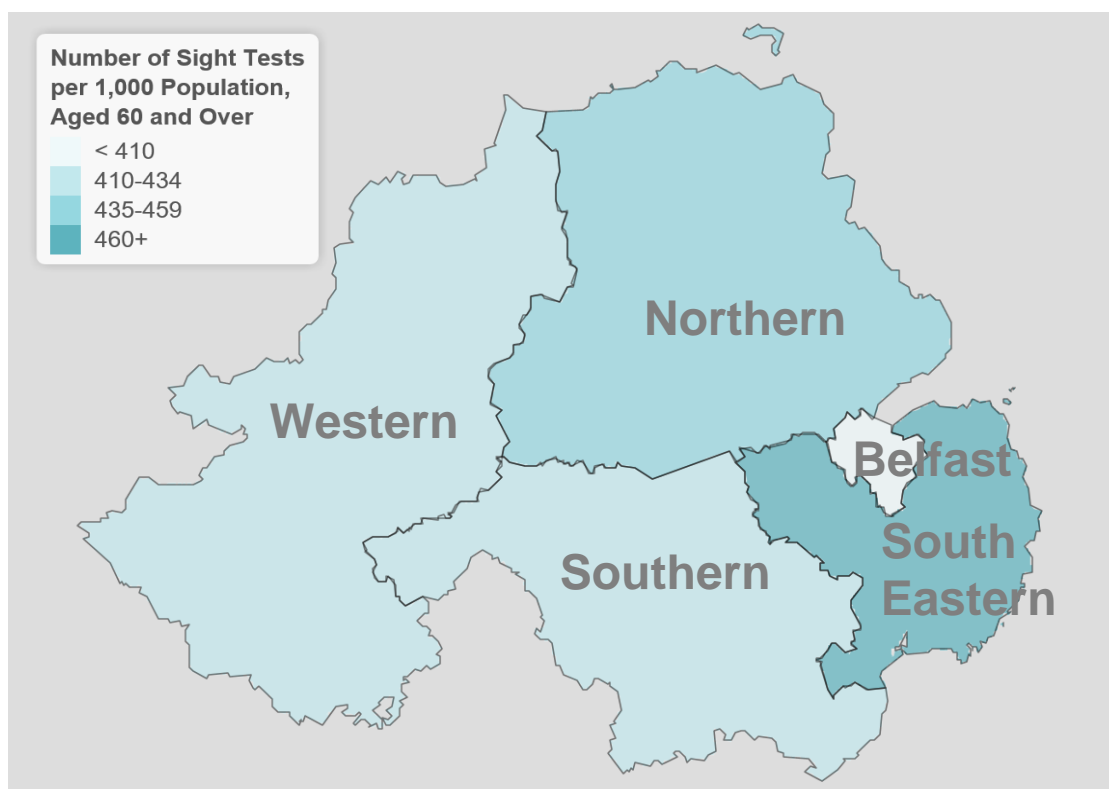 Number of Sight Tests
per 1,000 Population,
Aged 60 and Over
< 410
410-434
435-459
460+
Northern
Western
Belfast
South
Eastern
Southern